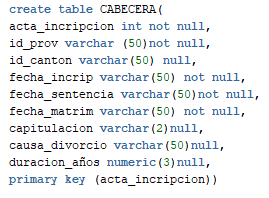 create table CABECERA(
acta_incripcion int not null,
id_prov varchar (50)not null,
id_canton varchar(50) null,
fecha_incrip varchar(50) not null,
fecha_sentencia varchar(50)not null,
fecha_matrim varchar(50) not null,
capitulacion varchar(2)null,
causa_divorcio varchar(50)null,
duracion_años numeric(3)null,
primary key (acta_incripcion))